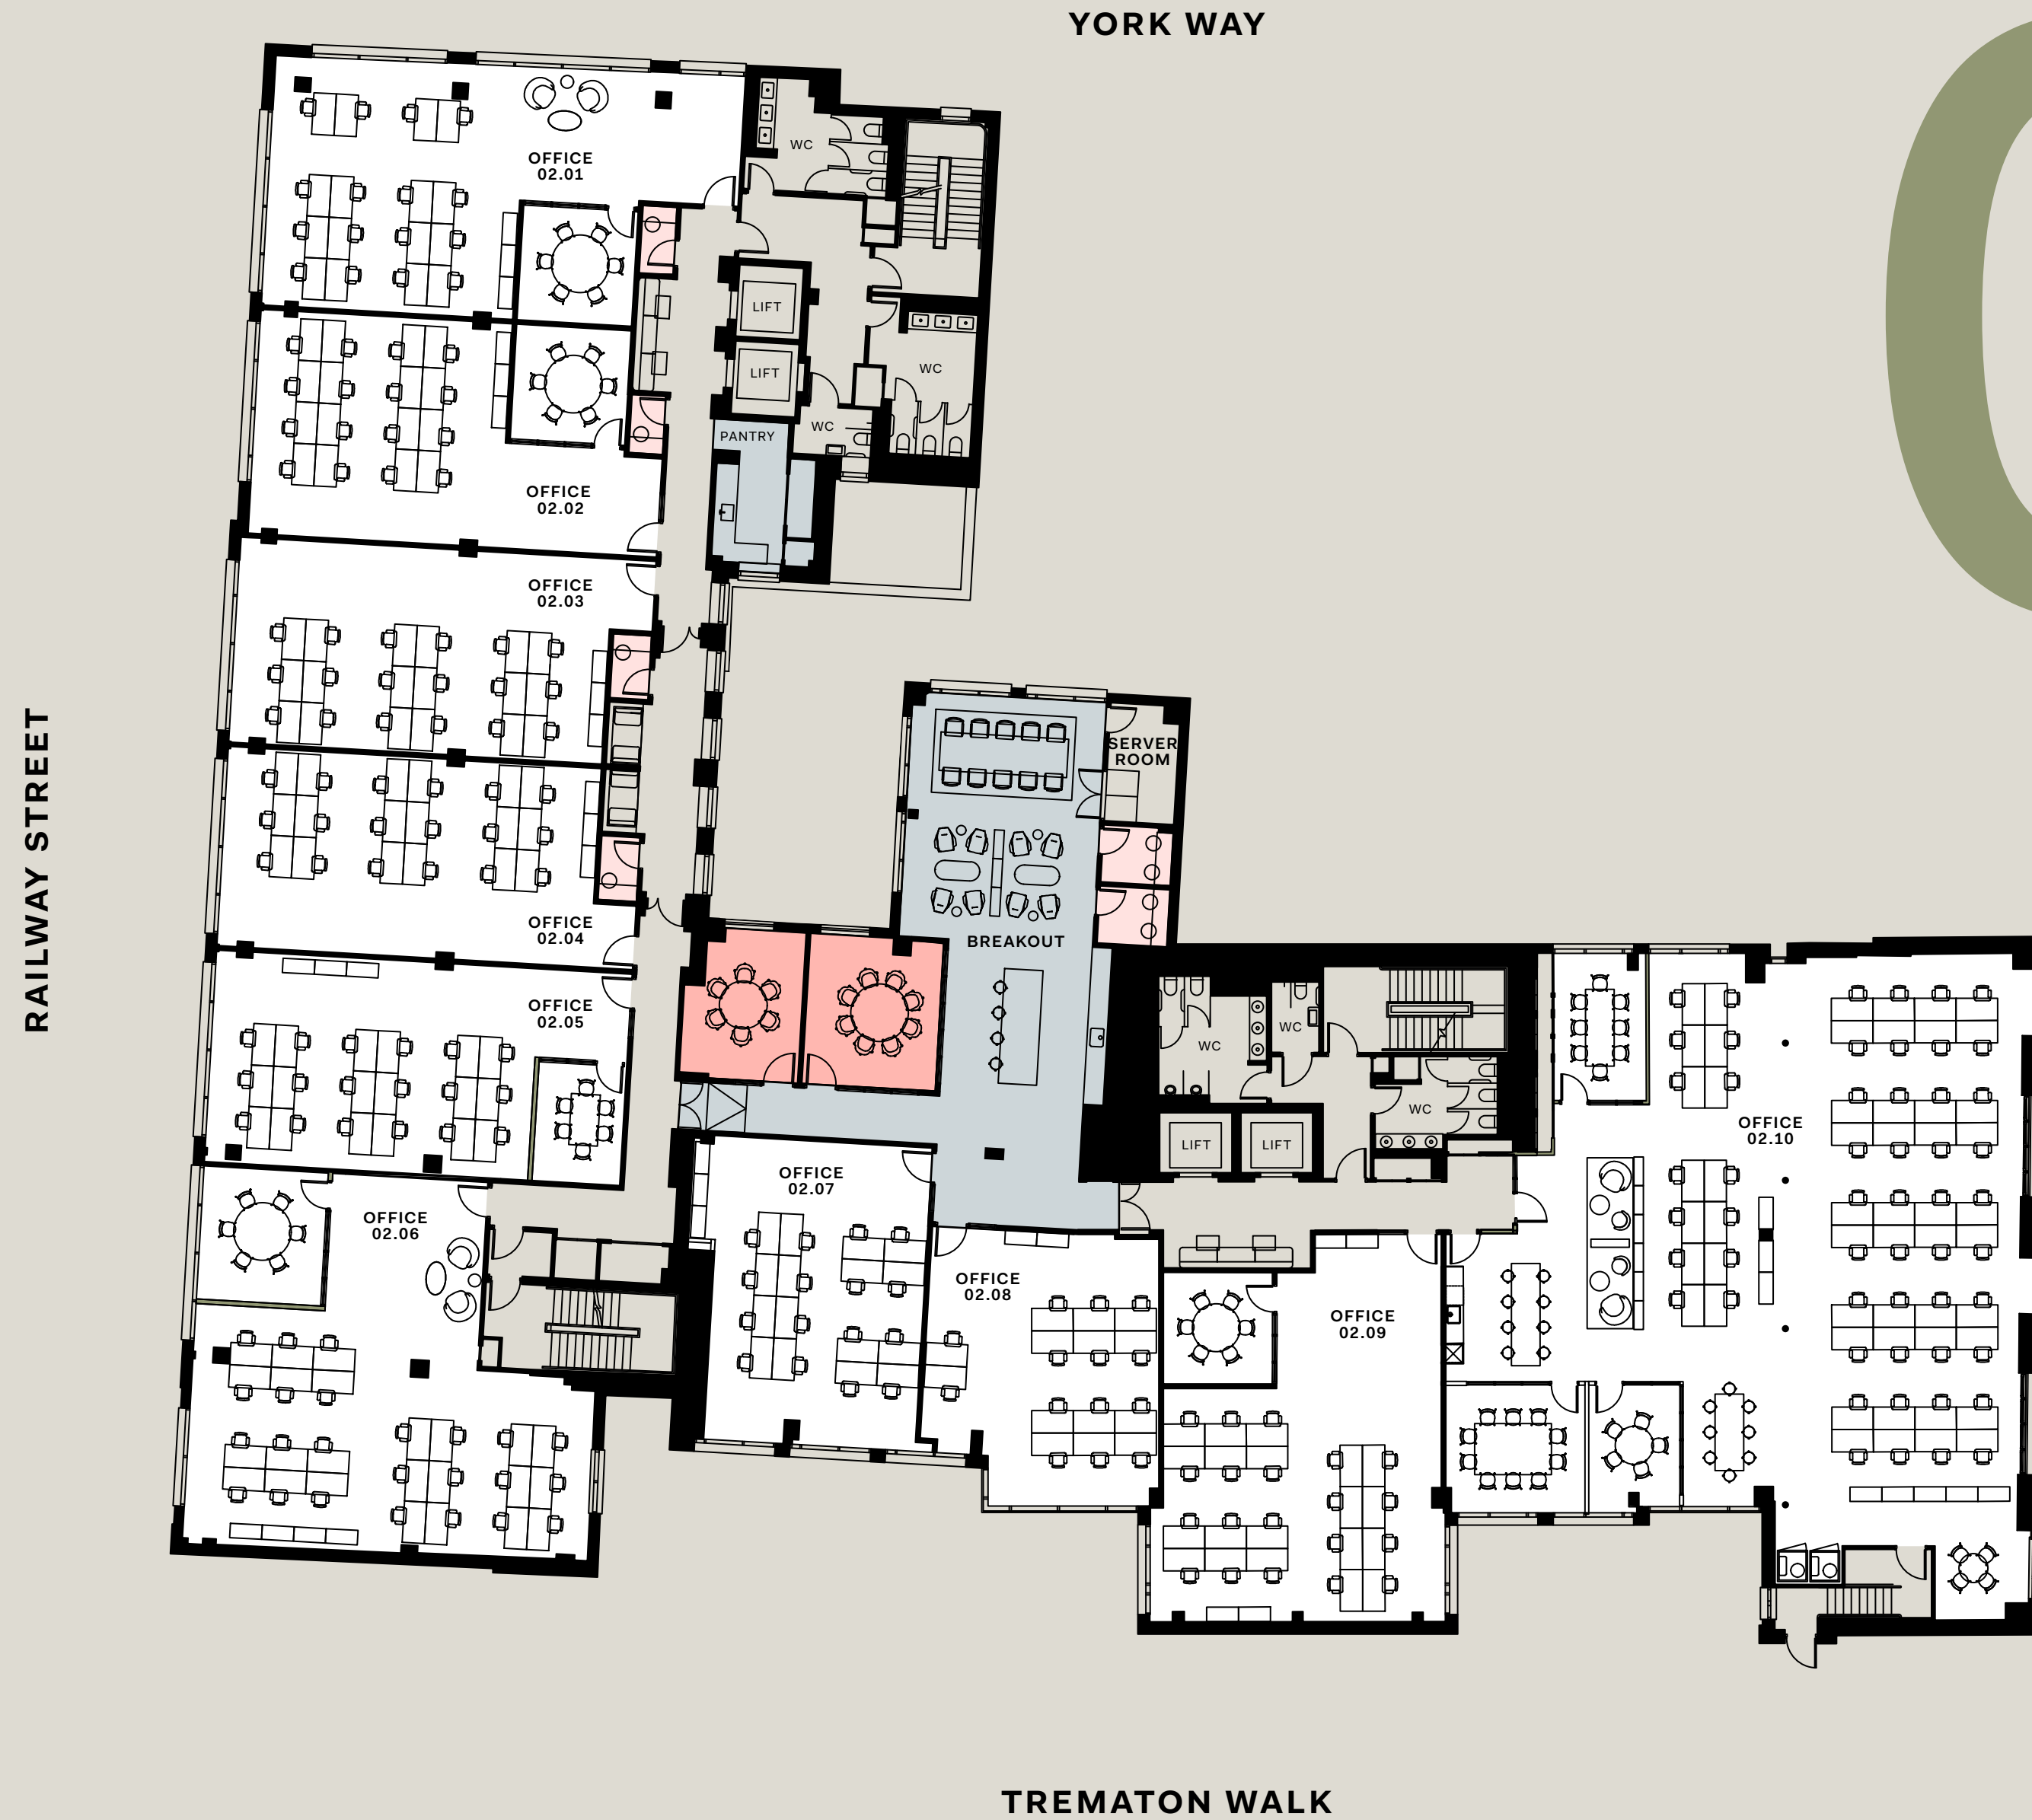 YORK WAY
WC
OFFICE
02.01
LIFT
LIFT
WC
WC
PANTRY
OFFICE
02.02
OFFICE
02.03
RAILWAY STREET
SERVER
ROOM
OFFICE
02.04
BREAKOUT
OFFICE
02.05
WC
WC
WC
OFFICE
02.10
LIFT
LIFT
OFFICE
02.07
OFFICE
02.06
OFFICE
02.08
OFFICE
02.09
TREMATON WALK